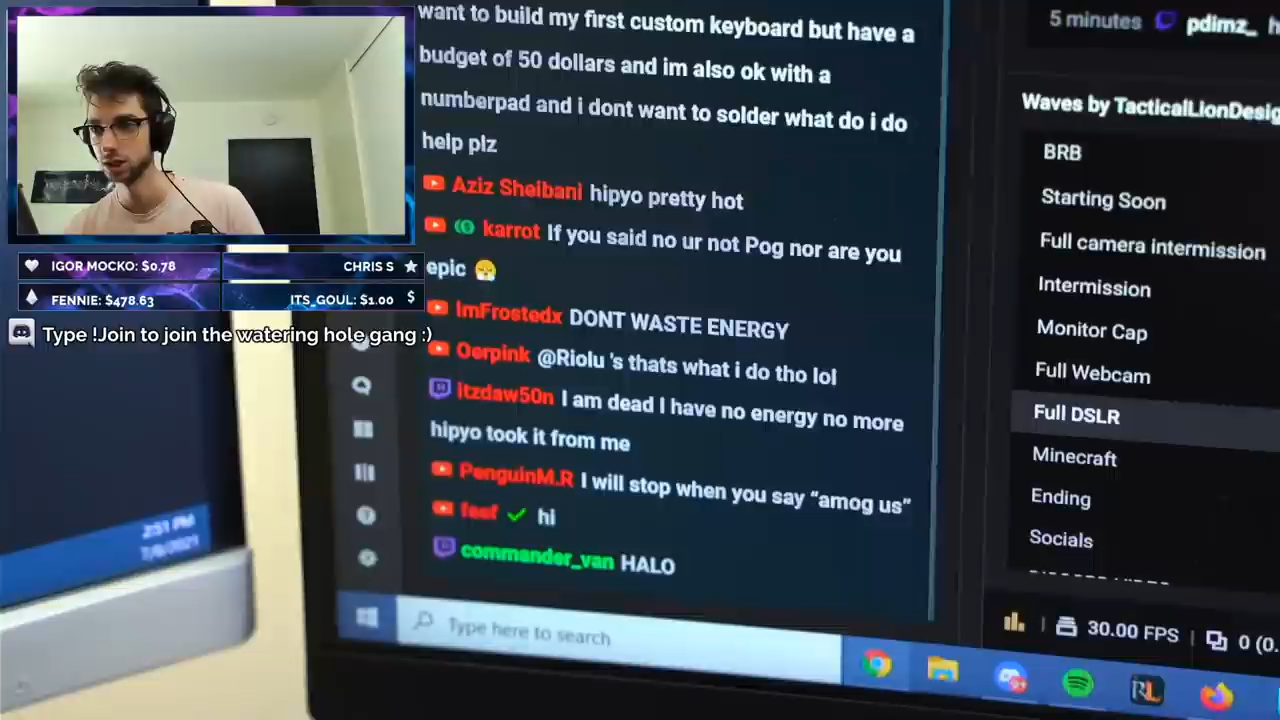 want to build my first custom keyboard but have a
budget of 50 dollars and im also ok with a
numberpad and i dont want to solder what do i do
help plz
Aziz Sheibani hipyo pretty hot
karrot If you said no ur not Pog nor are you
epic
ImFrostedx DONT WASTE ENERGY
Oerpink @Riolu 's thats what i do tho lol
Itzdaw50n I am dead I have no energy no more
hipyo took it from me
PenguinM.R I will stop when you say “amog us”
hi
commander_van HALO
Type here to search
5 minutes pdimz_
Waves by TacticalLionDesig
BRB
Starting Soon
Full camera intermission
Intermission
Monitor Cap
Full Webcam
Full DSLR
Minecraft
Ending
Socials
30.00 FPS
0 (0.
IGOR MOCKO: $0.78
CHRIS S
FENNIE: $478.63
ITS_GOUL: $1.00 $
Type !Join to join the watering hole gang :)
2:51 PM